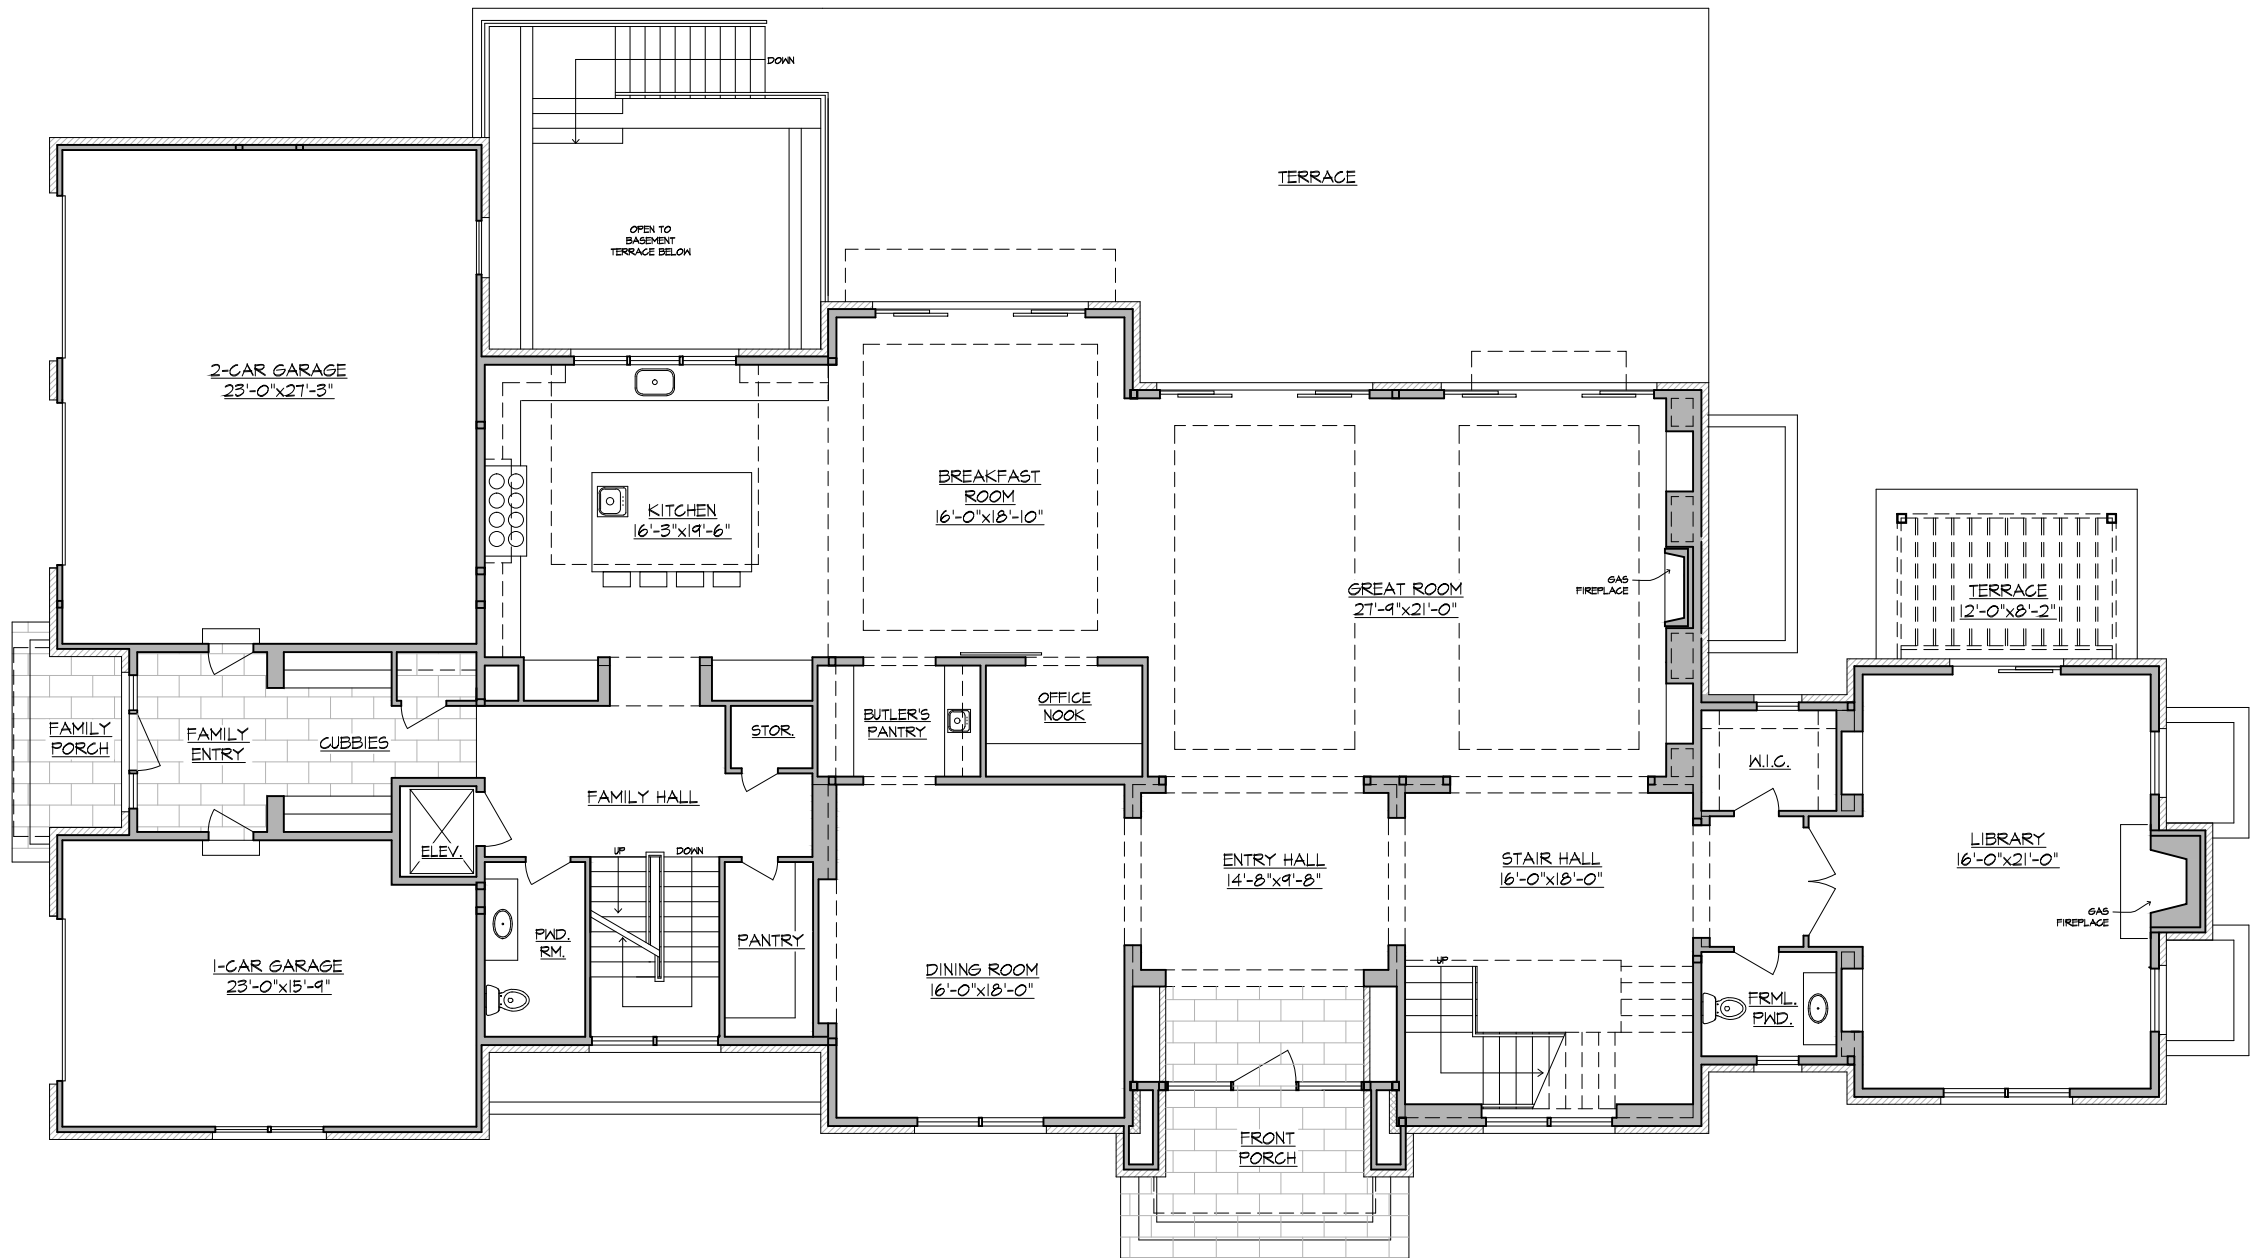 DOWN
TERRACE
OPEN TO
BASEMENT
TERRACE BELOW
2-CAR GARAGE
23'-0"x27'-3"
BREAKFAST
ROOM
16'-0"x18'-10"
KITCHEN
16'-3"x19'-6"
GREAT ROOM
27'-9"x21'-0"
GAS
FIREPLACE
TERRACE
12'-0"x8'-2"
FAMILY
PORCH
FAMILY
ENTRY
CUBBIES
STOR.
BUTLER'S
PANTRY
OFFICE
NOOK
W.I.C.
FAMILY HALL
ELEV.
UP
DOWN
ENTRY HALL
14'-8"x9'-8"
STAIR HALL
16'-0"x18'-0"
LIBRARY
16'-0"x21'-0"
GAS
FIREPLACE
PWD.
RM.
PANTRY
1-CAR GARAGE
23'-0"x15'-9"
DINING ROOM
16'-0"x18'-0"
UP
FRML.
PWD.
FRONT
PORCH